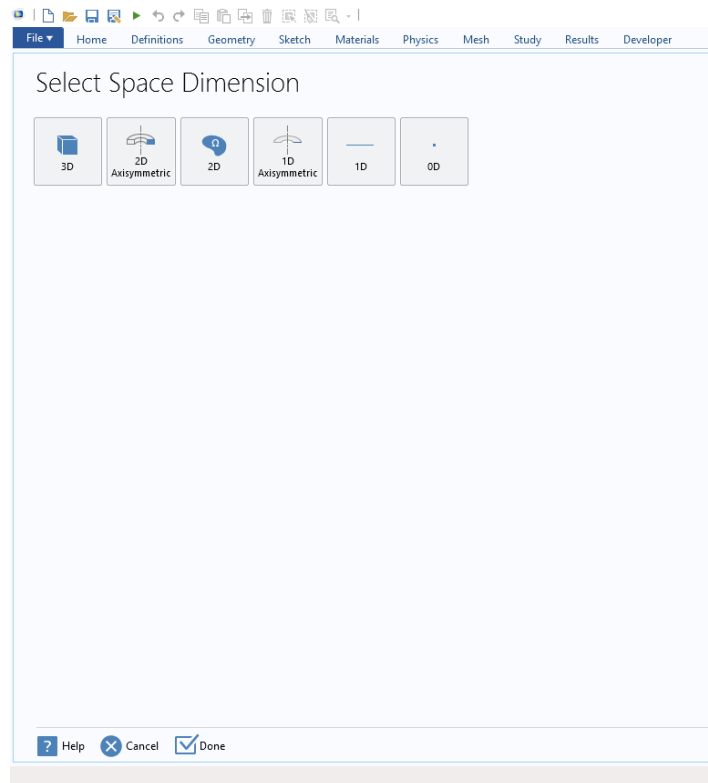 File ▾ Home Definitions Geometry Sketch Materials Physics Mesh Study Results Developer
Select Space Dimension
Ω
3D
2D
Axisymmetric
2D
1D
Axisymmetric
1D
0D
? Help Cancel Done